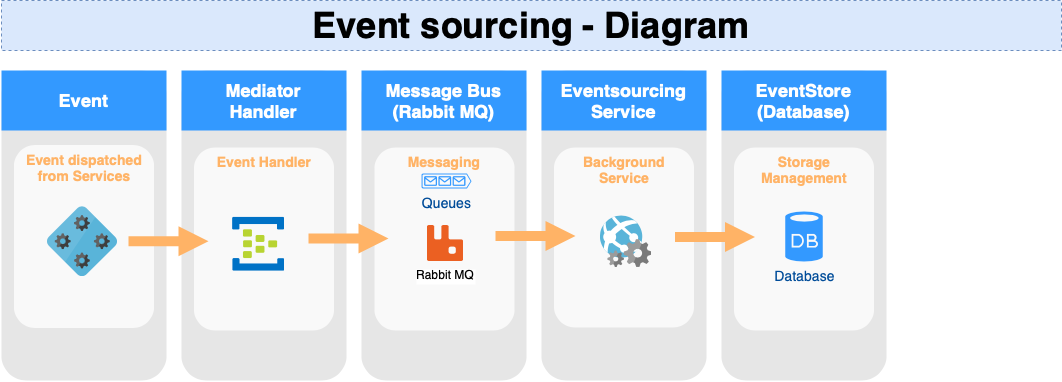 Event sourcing - Diagram
Event
Event dispatched
from Services
Mediator
Handler
Event Handler
Message Bus
(Rabbit MQ)
Messaging
Queues
Rabbit MQ
Eventsourcing
Service
Background
Service
EventStore
(Database)
Storage
Management
DB
Database